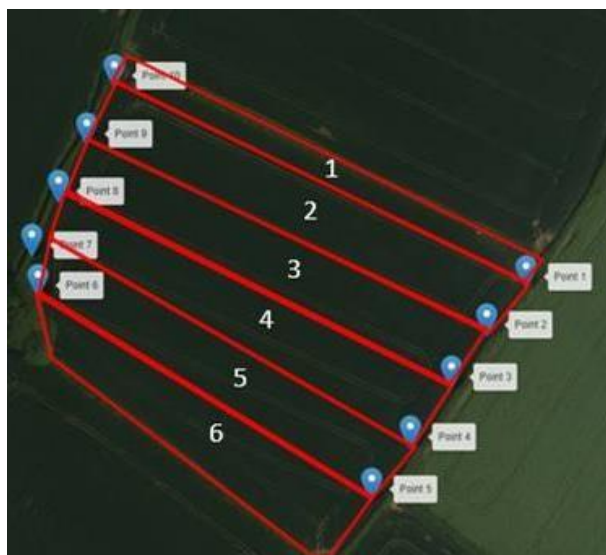 Point 10
Point 9
1
2
Point 8
Point 7
3
Point 1
Point 6
4
Point 2
5
Point 3
6
Point 4
Point 5